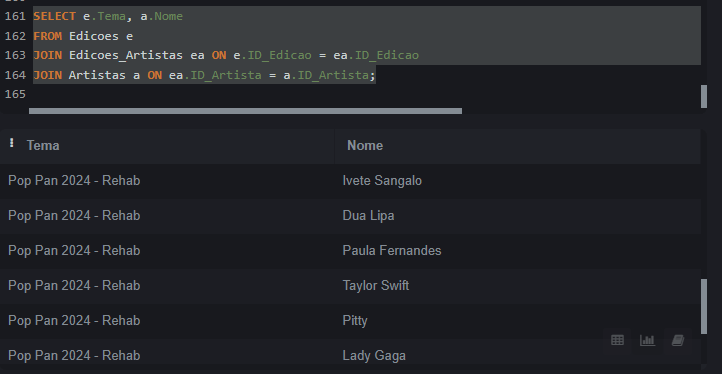 161 SELECT e.Tema, a.Nome
162 FROM Edicoes e
163 JOIN Edicoes_Artistas ea ON e.ID_Edicao = ea.ID_Edicao
164 JOIN Artistas a ON ea.ID_Artista = a.ID_Artista;
165
Tema Nome
Pop Pan 2024 - Rehab Ivete Sangalo
Pop Pan 2024 - Rehab Dua Lipa
Pop Pan 2024 - Rehab Paula Fernandes
Pop Pan 2024 - Rehab Taylor Swift
Pop Pan 2024 - Rehab Pitty
Pop Pan 2024 - Rehab Lady Gaga